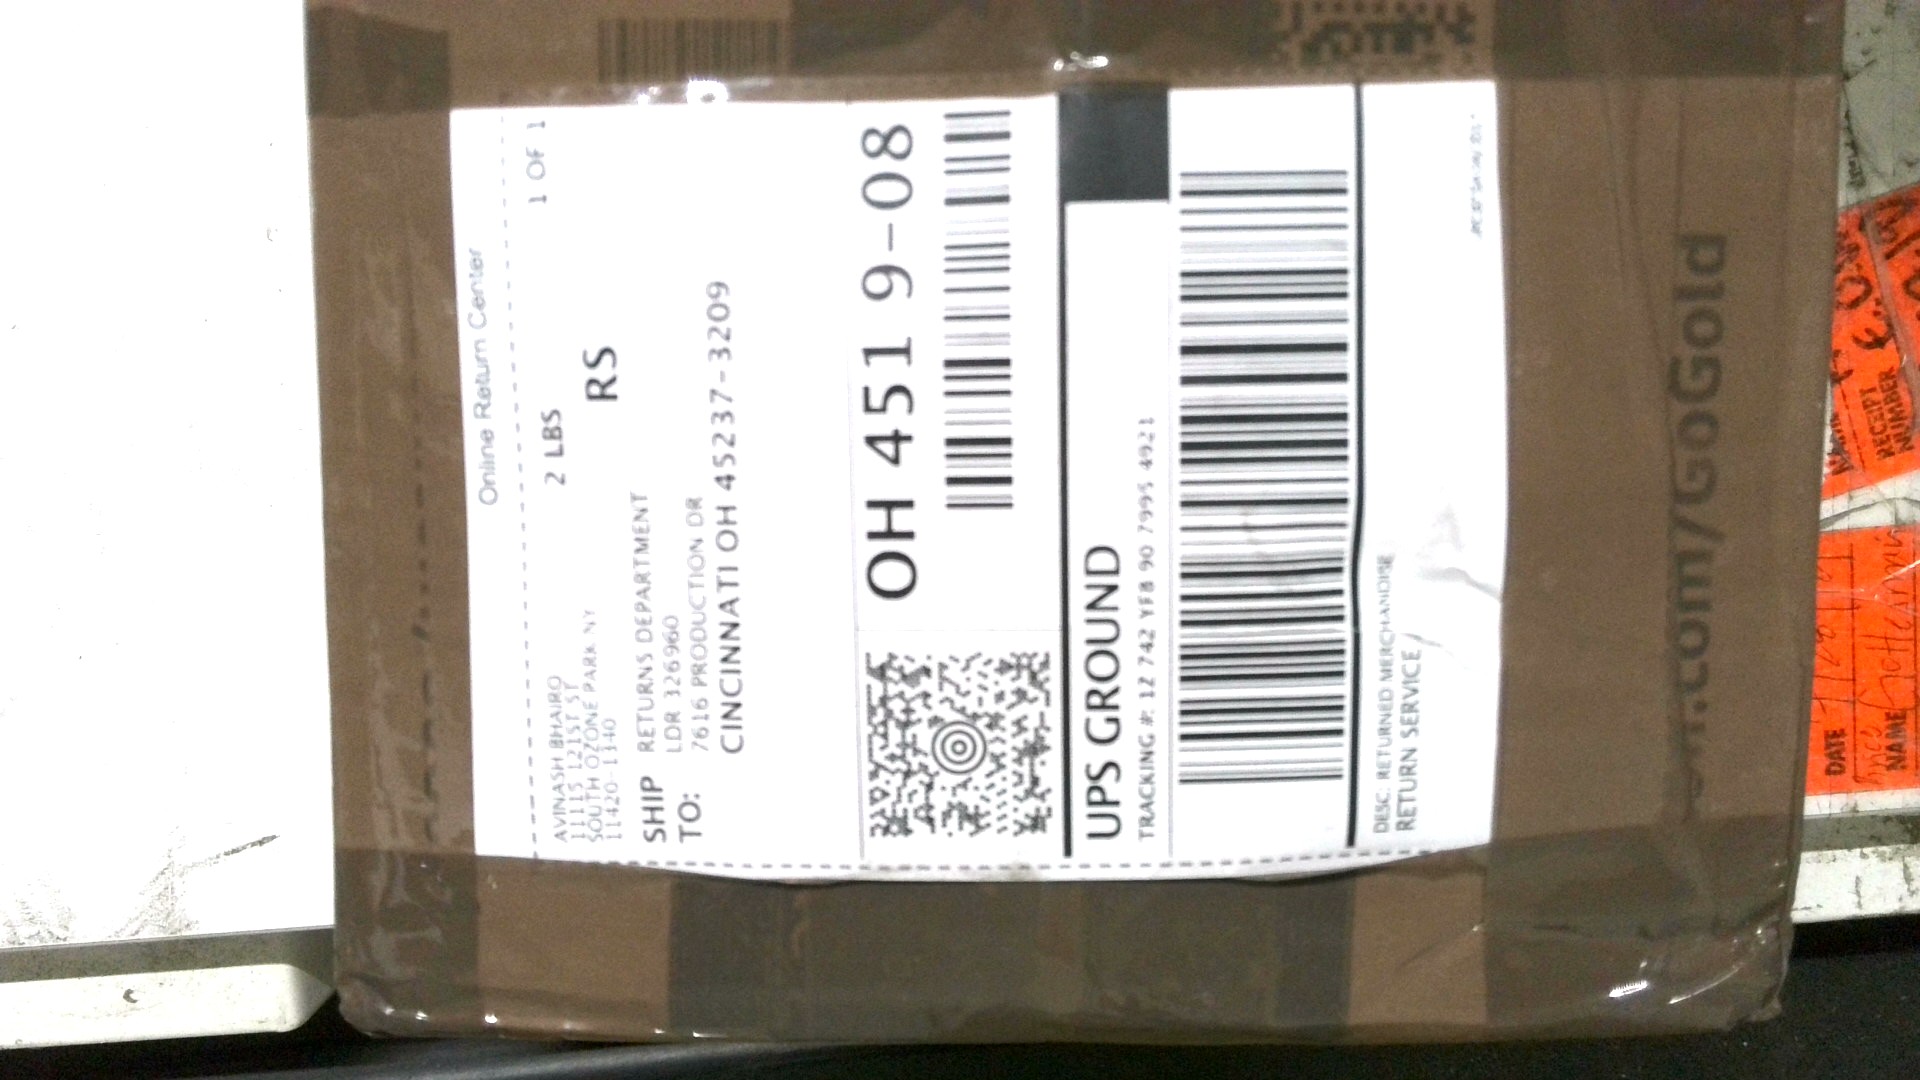 Online Return Center
1 OF 1
2 LBS
RS
AVINASH BHAIRO
11115 121ST ST
SOUTH OZONE PARK NY
11420-1340
SHIP TO:
RETURNS DEPARTMENT
LDR 326960
7616 PRODUCTION DR
CINCINNATI OH 45237-3209
OH 451 9-08
UPS GROUND
TRACKING #: 1Z 742 YF8 90 7995 4921
DESC: RETURNED MERCHANDISE
RETURN SERVICE
.com/GoGold
DATE
NAME
RECEIPT
NUMBER